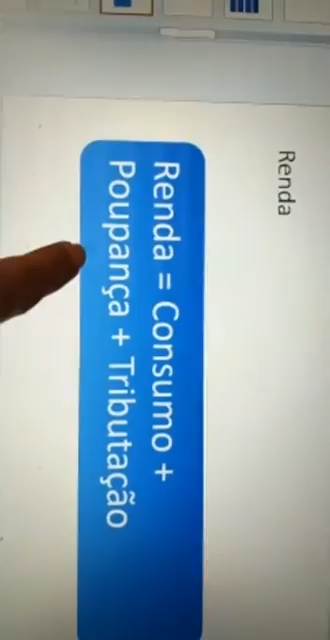 Renda
Renda = Consumo +
Poupança + Tributação